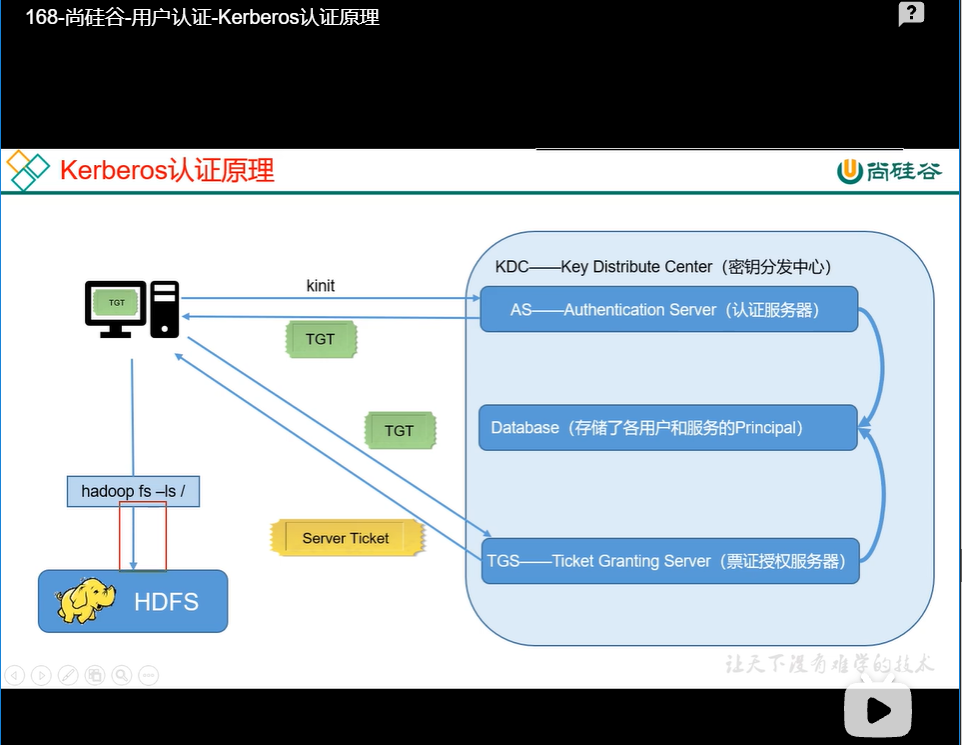 168-尚硅谷-用户认证-Kerberos认证原理
?
Kerberos认证原理
尚硅谷
KDC——Key Distribute Center（密钥分发中心）
kinit
TGT
AS——Authentication Server（认证服务器）
TGT
TGT
Database（存储了各用户和服务的Principal）
hadoop fs –ls /
Server Ticket
TGS——Ticket Granting Server（票证授权服务器）
HDFS
让天下没有难学的技术